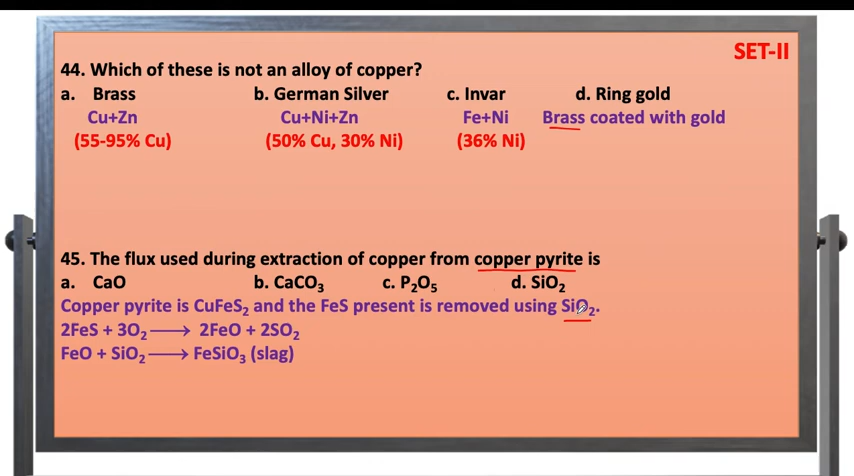 SET-II
44. Which of these is not an alloy of copper?
a. Brass b. German Silver c. Invar d. Ring gold
Cu+Zn Cu+Ni+Zn Fe+Ni Brass coated with gold
(55-95% Cu) (50% Cu, 30% Ni) (36% Ni)
45. The flux used during extraction of copper from copper pyrite is
a. CaO b. CaCO₃ c. P₂O₅ d. SiO₂
Copper pyrite is CuFeS₂ and the FeS present is removed using SiO₂.
2FeS + 3O₂ ⟶ 2FeO + 2SO₂
FeO + SiO₂ ⟶ FeSiO₃ (slag)